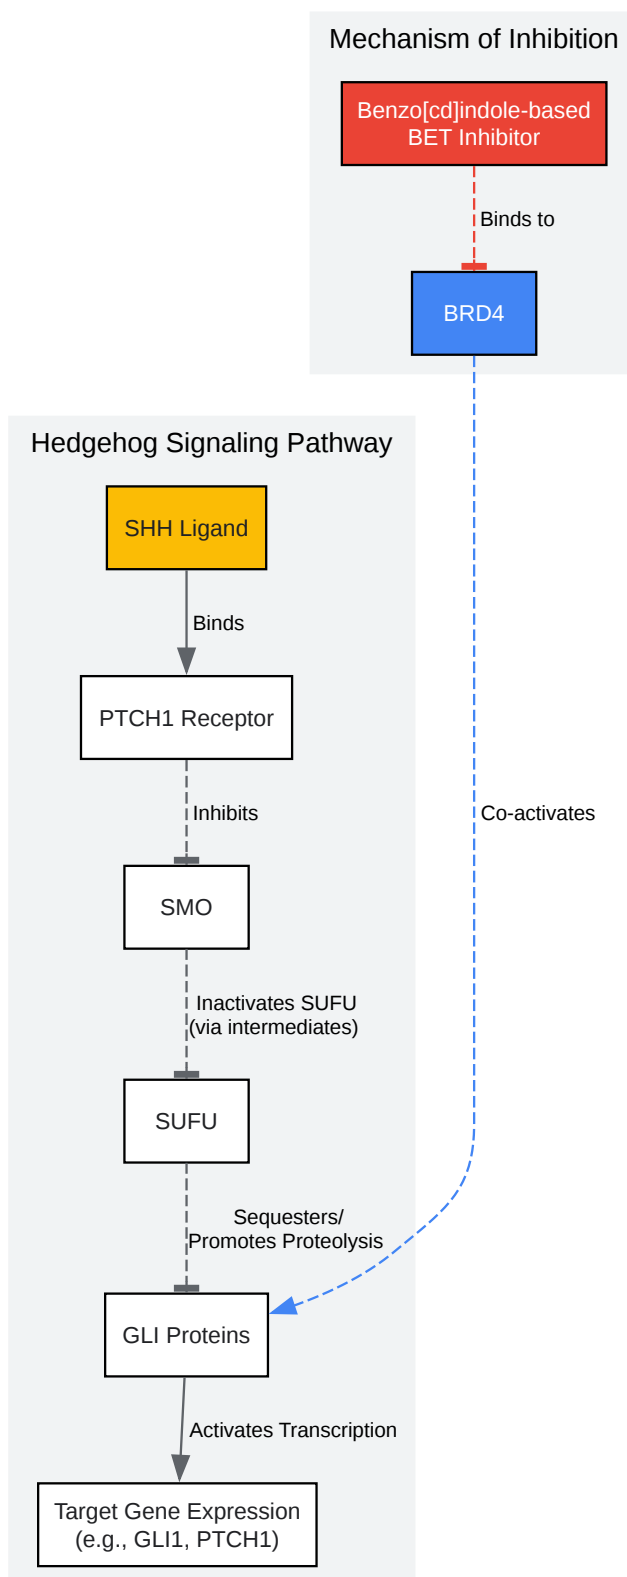 Mechanism of Inhibition
Benzo[cd]indole-based
BET Inhibitor
Binds to
BRD4
Hedgehog Signaling Pathway
SHH Ligand
Binds
PTCH1 Receptor
Inhibits
Co-activates
SMO
Inactivates SUFU
(via intermediates)
SUFU
Sequesters/
Promotes Proteolysis
GLI Proteins
Activates Transcription
Target Gene Expression
(e.g., GLI1, PTCH1)